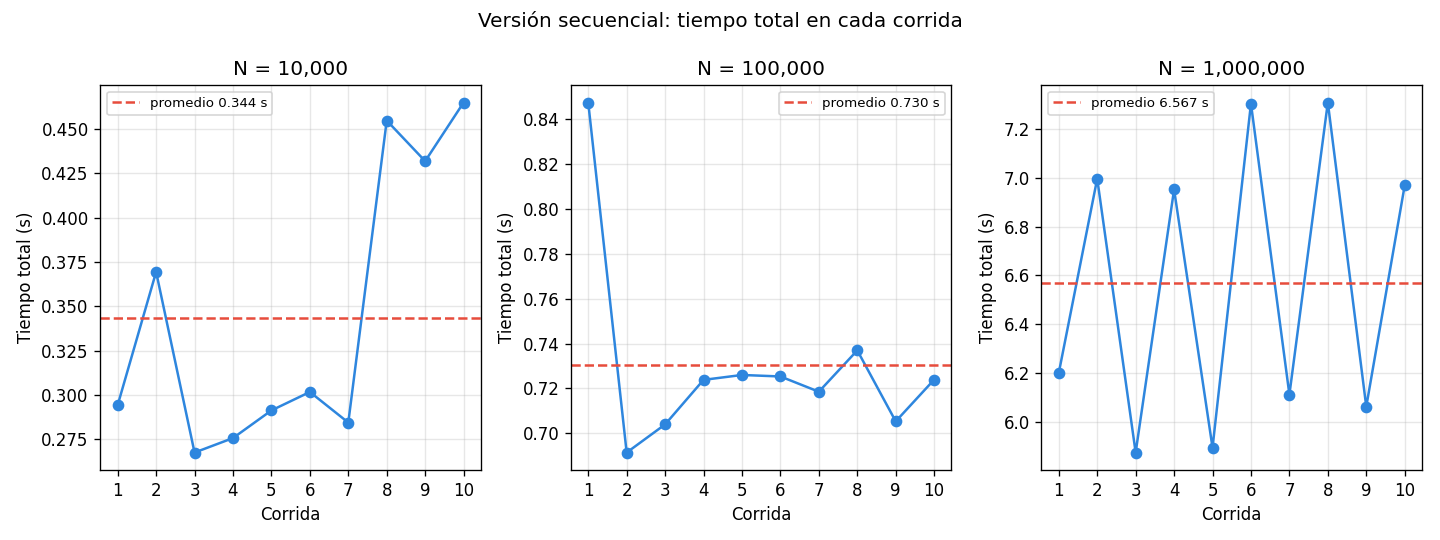 Versión secuencial: tiempo total en cada corrida
N = 10,000
promedio 0.344 s
Tiempo total (s)
0.450
0.425
0.400
0.375
0.350
0.325
0.300
0.275
1 2 3 4 5 6 7 8 9 10
Corrida
N = 100,000
promedio 0.730 s
Tiempo total (s)
0.84
0.82
0.80
0.78
0.76
0.74
0.72
0.70
1 2 3 4 5 6 7 8 9 10
Corrida
N = 1,000,000
promedio 6.567 s
Tiempo total (s)
7.2
7.0
6.8
6.6
6.4
6.2
6.0
1 2 3 4 5 6 7 8 9 10
Corrida